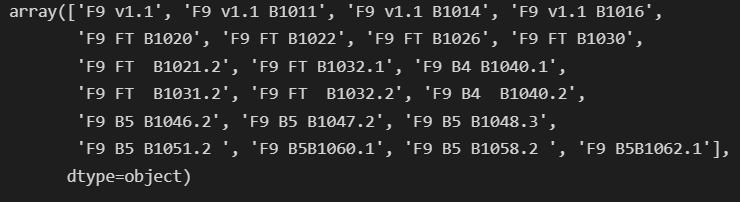 array(['F9 v1.1', 'F9 v1.1 B1011', 'F9 v1.1 B1014', 'F9 v1.1 B1016',
'F9 FT B1020', 'F9 FT B1022', 'F9 FT B1026', 'F9 FT B1030',
'F9 FT  B1021.2', 'F9 FT B1032.1', 'F9 B4 B1040.1',
'F9 FT  B1031.2', 'F9 FT  B1032.2', 'F9 B4  B1040.2',
'F9 B5 B1046.2', 'F9 B5 B1047.2', 'F9 B5 B1048.3',
'F9 B5 B1051.2 ', 'F9 B5B1060.1', 'F9 B5 B1058.2 ', 'F9 B5B1062.1'],
dtype=object)